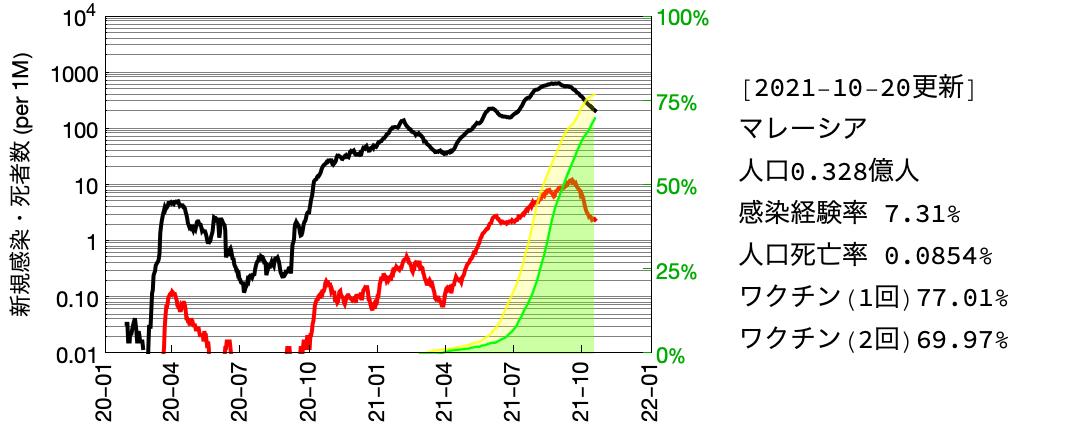 新規感染・死者数 (per 1M)
10^4
1000
100
10
1
0.10
0.01
100%
75%
50%
25%
0%
20-01
20-04
20-07
20-10
21-01
21-04
21-07
21-10
22-01
[2021-10-20更新]
マレーシア
人口0.328億人
感染経験率 7.31%
人口死亡率 0.0854%
ワクチン(1回)77.01%
ワクチン(2回)69.97%